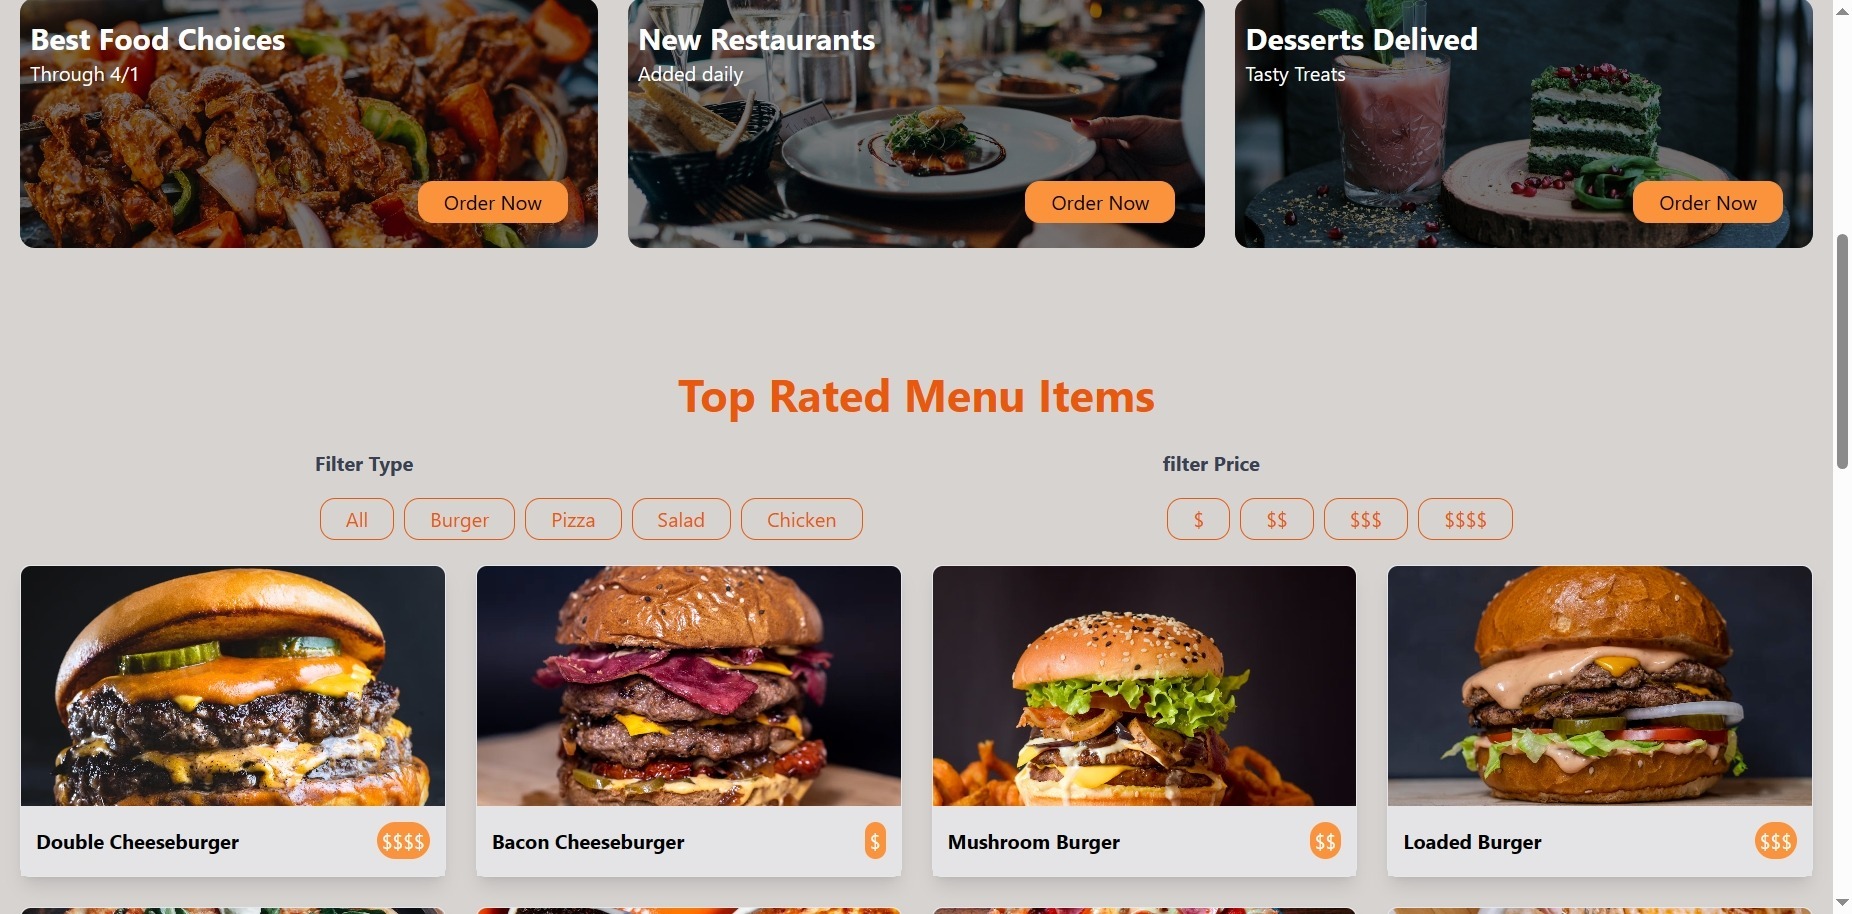 Best Food Choices
Through 4/1
Order Now
New Restaurants
Added daily
Order Now
Desserts Delived
Tasty Treats
Order Now
Top Rated Menu Items
Filter Type
All Burger Pizza Salad Chicken
filter Price
$ $$ $$$ $$$$
Double Cheeseburger $$$$
Bacon Cheeseburger $
Mushroom Burger $$
Loaded Burger $$$